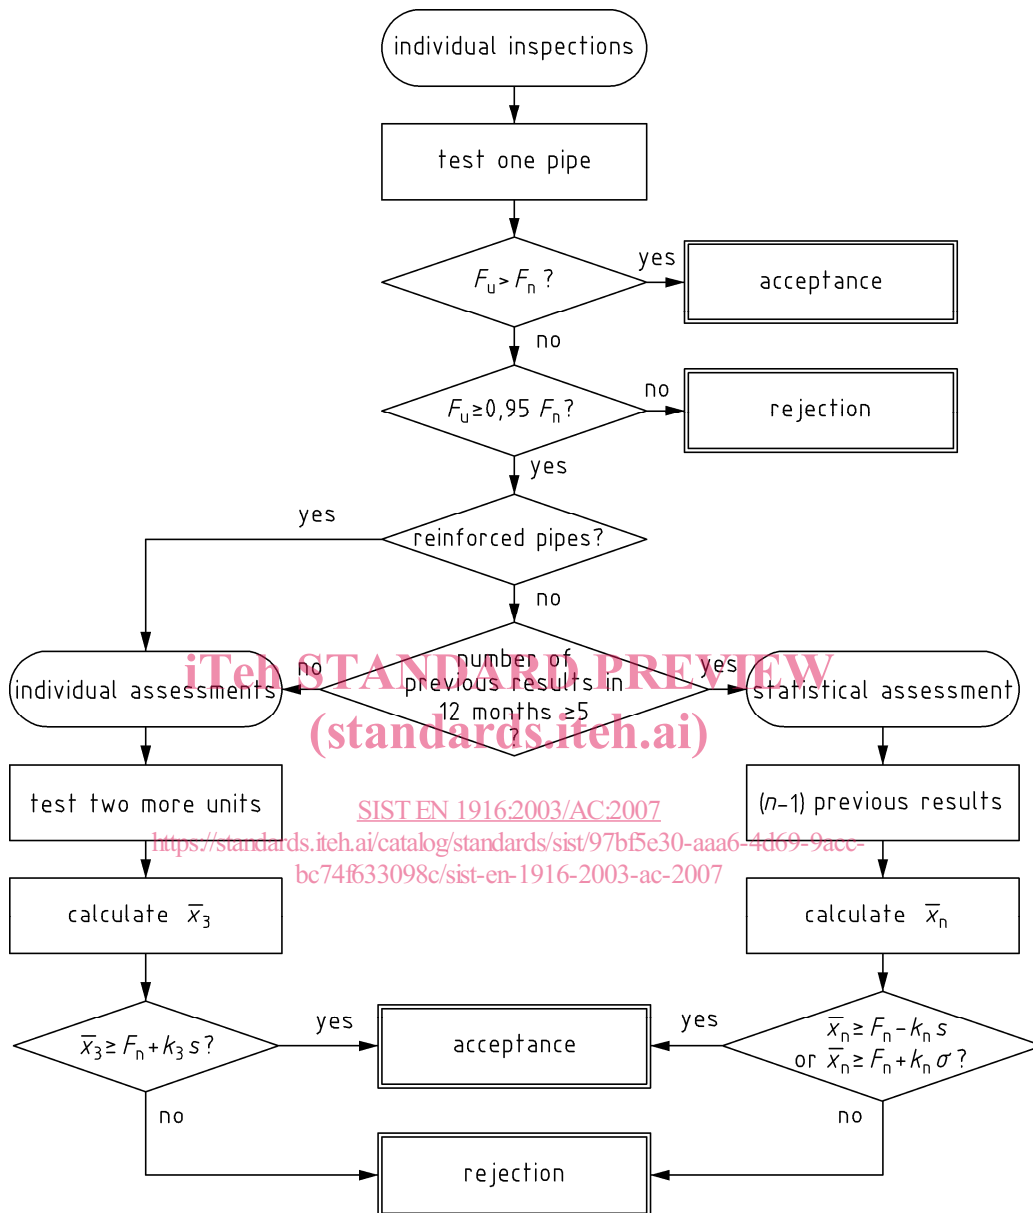 individual inspections
test one pipe
Fu > Fn ?
yes
acceptance
no
Fu ≥ 0,95 Fn ?
no
rejection
yes
reinforced pipes?
yes
no
number of
previous results in
12 months ≥5
?
no
yes
individual assessments
statistical assessment
iTeh STANDARD PREVIEW
(standards.iteh.ai)
test two more units
(n–1) previous results
SIST EN 1916:2003/AC:2007
https://standards.iteh.ai/catalog/standards/sist/97bf5e30-aaa6-4d69-9acc-
bc74f633098c/sist-en-1916-2003-ac-2007
calculate x̅3
calculate x̅n
x̅3 ≥ Fn + k3 s ?
yes
acceptance
yes
x̅n ≥ Fn – kn s
or x̅n ≥ Fn + kn σ ?
no
no
rejection